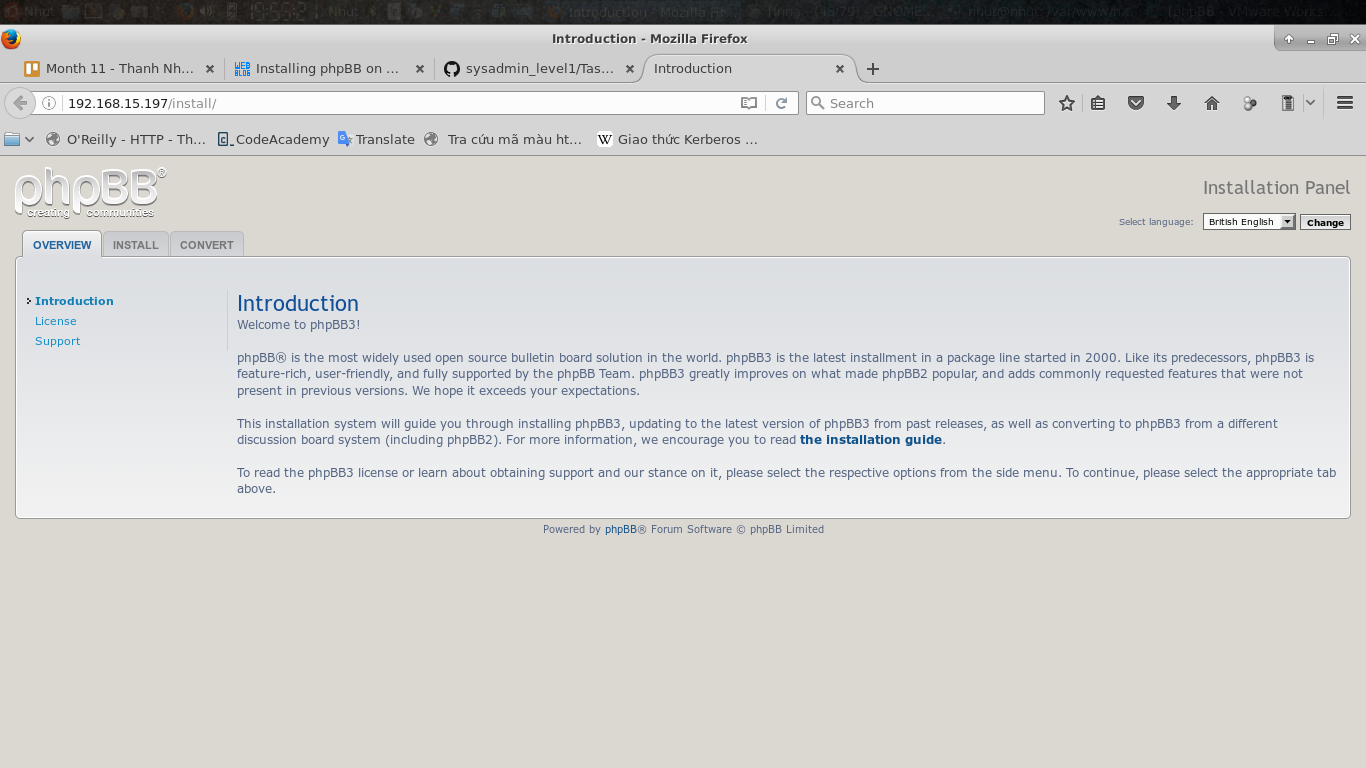 Nhut 19:55:2 Nhut Introduction - Mozilla Fir
Introduction - Mozilla Firefox
Month 11 - Thanh Nh... Installing phpBB on ... sysadmin_level1/Tas... Introduction
192.168.15.197/install/ Search
O'Reilly - HTTP - Th... CodeAcademy Translate Tra cứu mã màu ht... Giao thức Kerberos ...
phpBB®
creating communities
Installation Panel
Select language: British English Change
OVERVIEW INSTALL CONVERT
Introduction
License
Support
Introduction
Welcome to phpBB3!
phpBB® is the most widely used open source bulletin board solution in the world. phpBB3 is the latest installment in a package line started in 2000. Like its predecessors, phpBB3 is
feature-rich, user-friendly, and fully supported by the phpBB Team. phpBB3 greatly improves on what made phpBB2 popular, and adds commonly requested features that were not
present in previous versions. We hope it exceeds your expectations.
This installation system will guide you through installing phpBB3, updating to the latest version of phpBB3 from past releases, as well as converting to phpBB3 from a different
discussion board system (including phpBB2). For more information, we encourage you to read the installation guide.
To read the phpBB3 license or learn about obtaining support and our stance on it, please select the respective options from the side menu. To continue, please select the appropriate tab
above.
Powered by phpBB® Forum Software © phpBB Limited